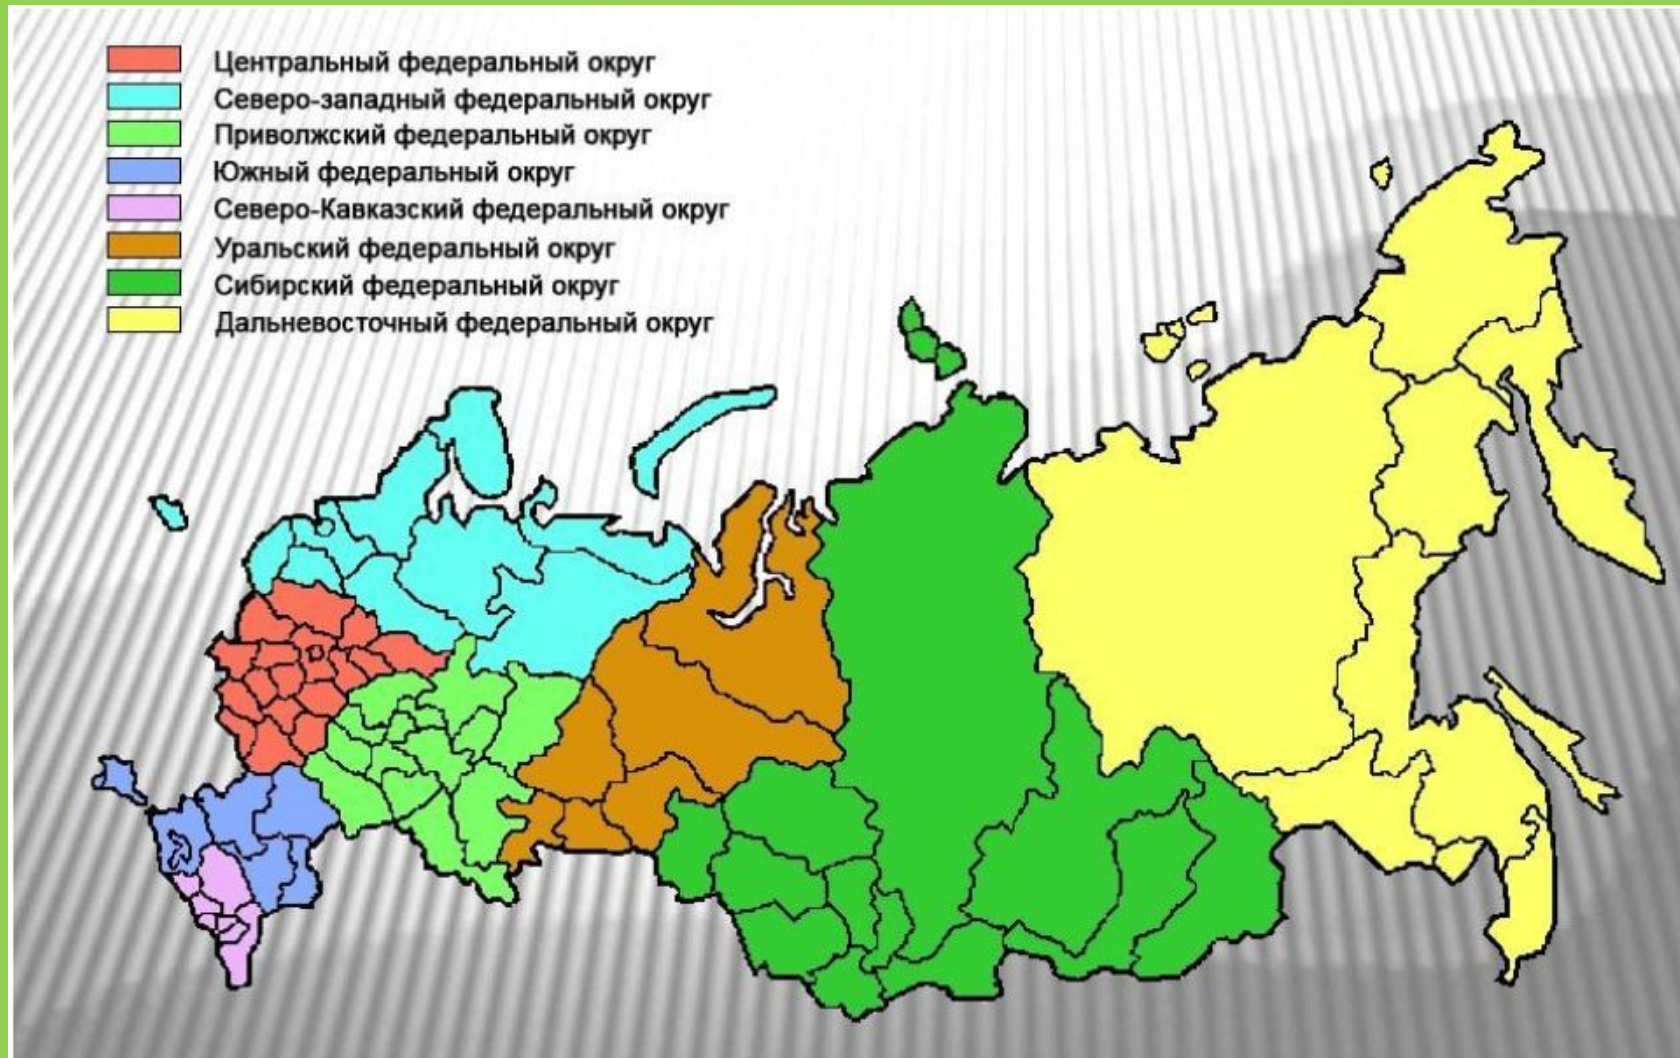 Центральный федеральный округ
Северо-западный федеральный округ
Приволжский федеральный округ
Южный федеральный округ
Северо-Кавказский федеральный округ
Уральский федеральный округ
Сибирский федеральный округ
Дальневосточный федеральный округ